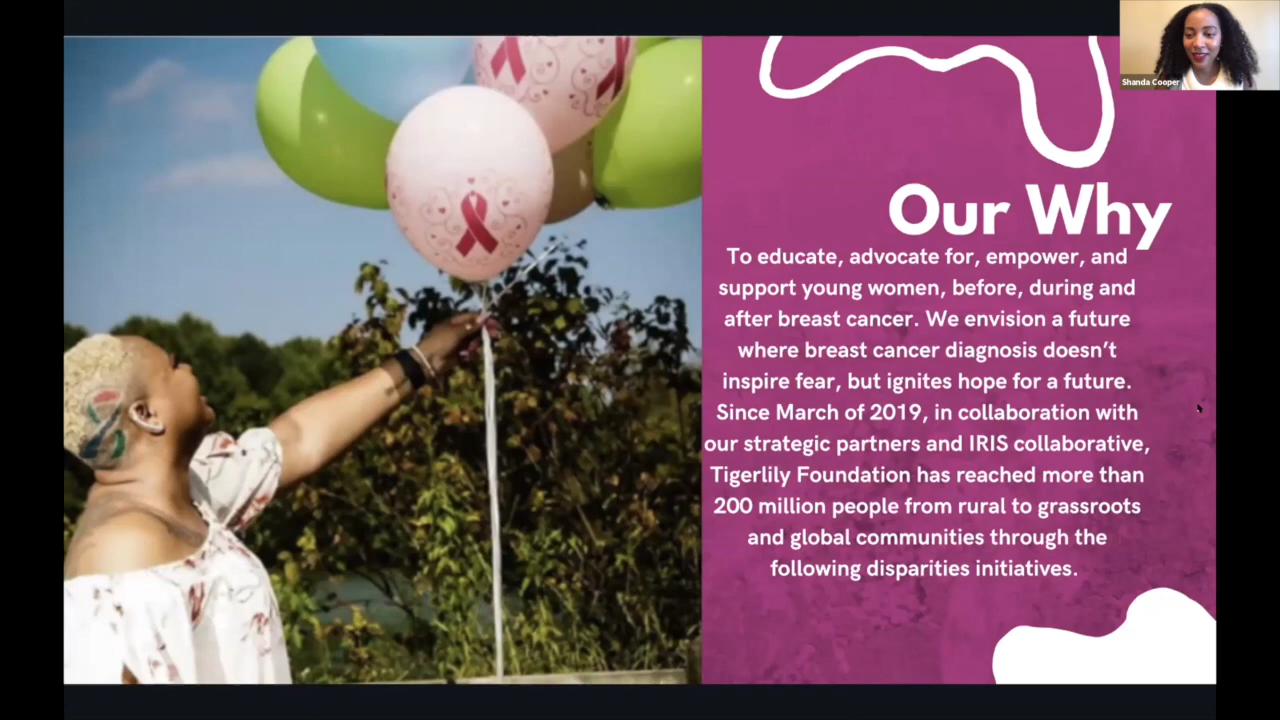 Shanda Cooper
Our Why
To educate, advocate for, empower, and
support young women, before, during and
after breast cancer. We envision a future
where breast cancer diagnosis doesn't
inspire fear, but ignites hope for a future.
Since March of 2019, in collaboration with
our strategic partners and IRIS collaborative,
Tigerlily Foundation has reached more than
200 million people from rural to grassroots
and global communities through the
following disparities initiatives.